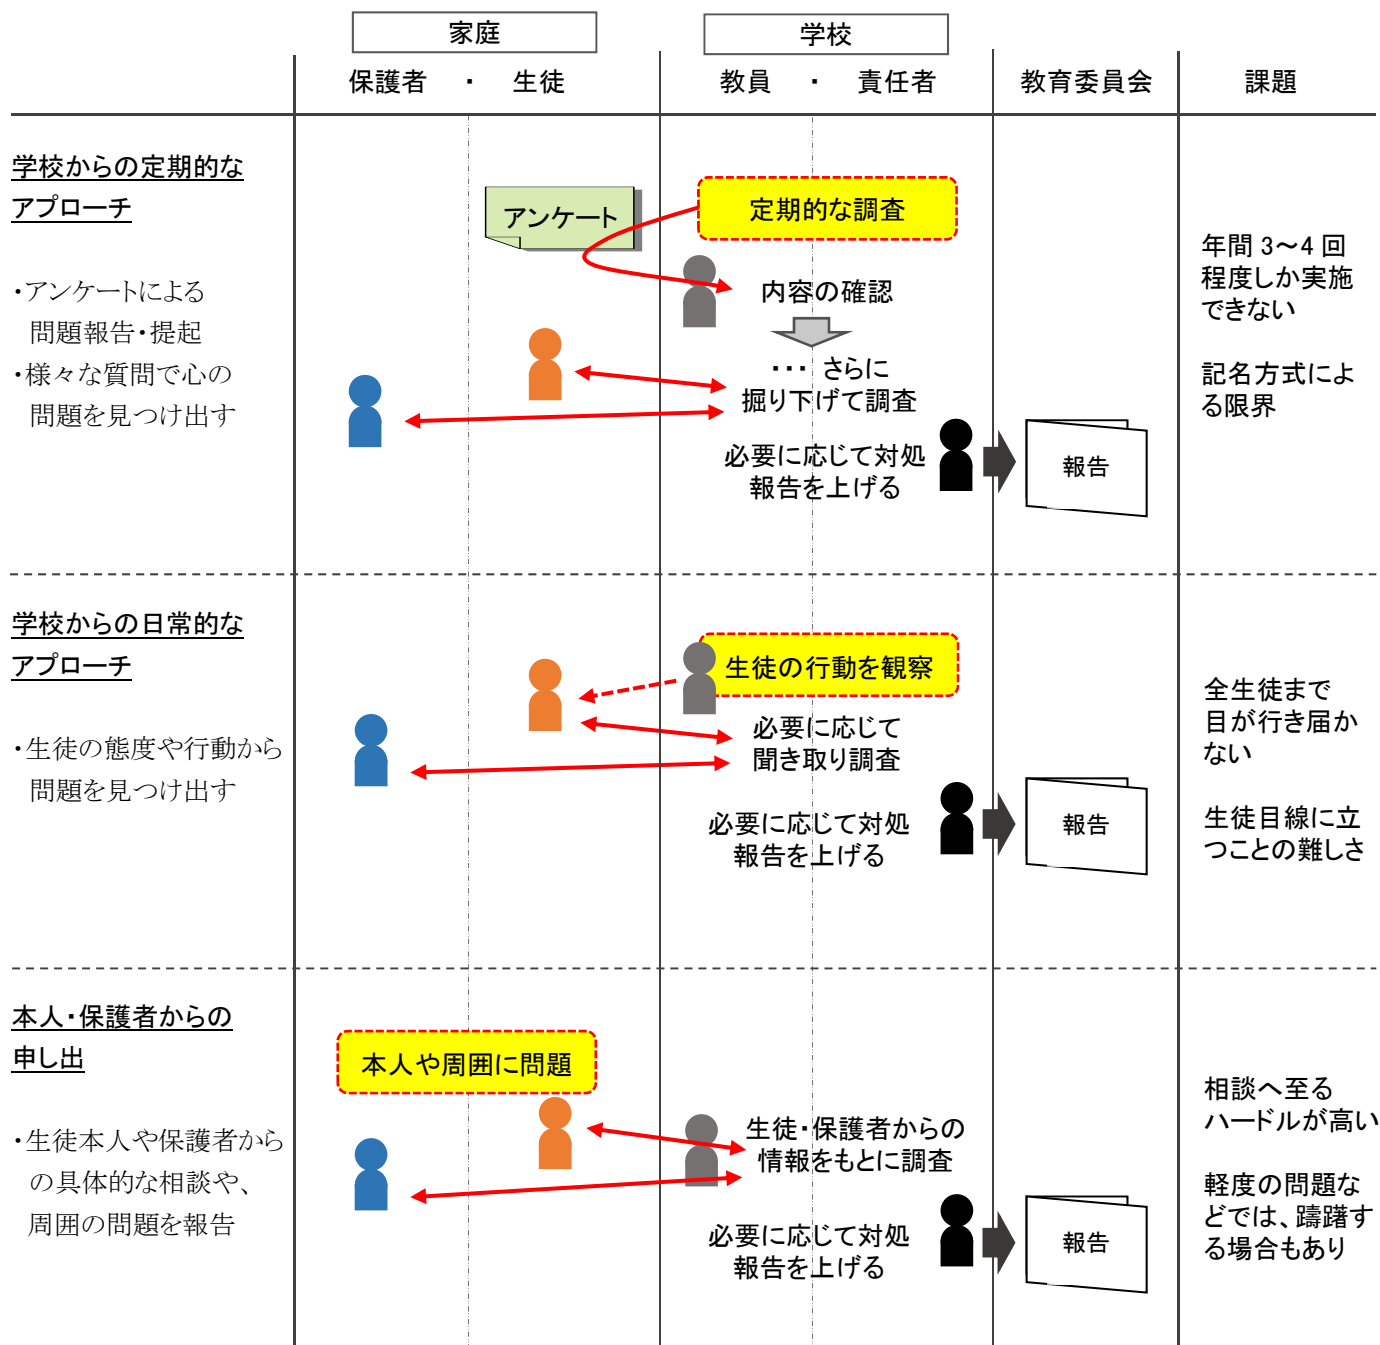 家庭
学校
保護者 ・ 生徒
教員 ・ 責任者
教育委員会
課題
学校からの定期的な
アプローチ
・アンケートによる
問題報告・提起
・様々な質問で心の
問題を見つけ出す
アンケート
定期的な調査
内容の確認
・・・ さらに
掘り下げて調査
必要に応じて対処
報告を上げる
報告
年間 3～4 回
程度しか実施
できない
記名方式によ
る限界
学校からの日常的な
アプローチ
・生徒の態度や行動から
問題を見つけ出す
生徒の行動を観察
必要に応じて
聞き取り調査
必要に応じて対処
報告を上げる
報告
全生徒まで
目が行き届か
ない
生徒目線に立
つことの難しさ
本人・保護者からの
申し出
・生徒本人や保護者から
の具体的な相談や、
周囲の問題を報告
本人や周囲に問題
生徒・保護者からの
情報をもとに調査
必要に応じて対処
報告を上げる
報告
相談へ至る
ハードルが高い
軽度の問題な
どでは、躊躇す
る場合もあり